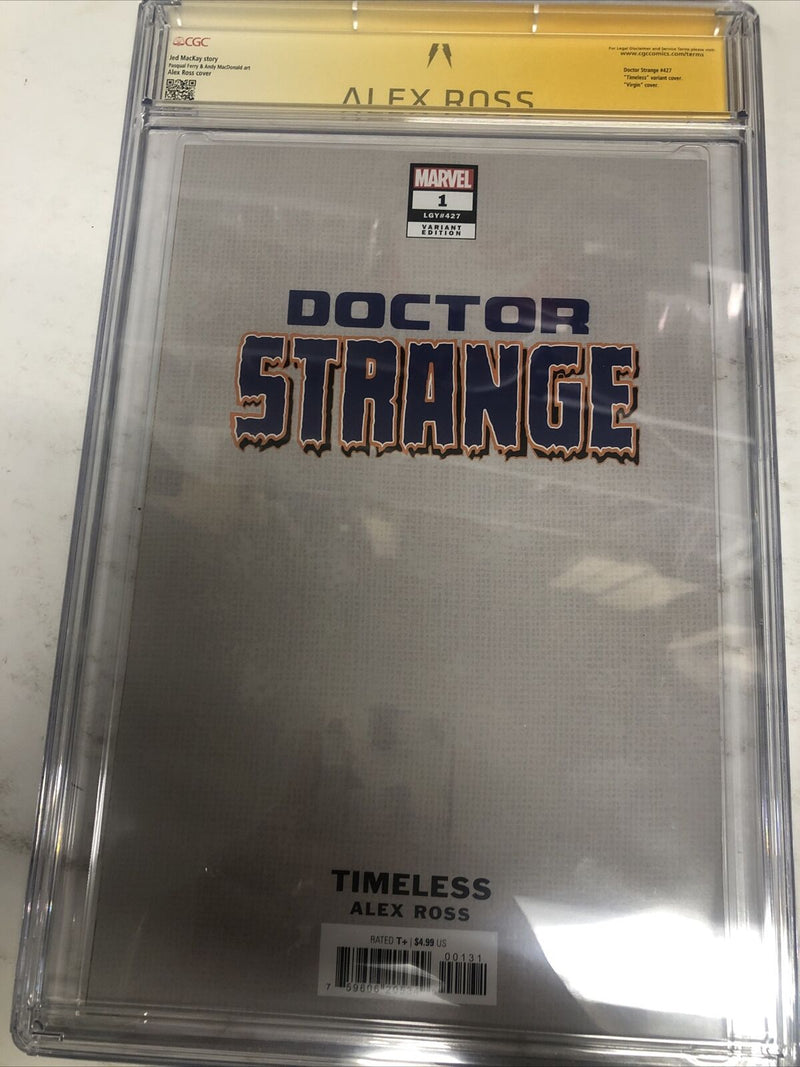 CGC
Jed MacKay story
Pasqual Ferry & Andy MacDonald art
Alex Ross cover
ALEX ROSS
For Legal Disclaimer and Service Terms please visit:
www.cgccomics.com/terms
Doctor Strange #427
"Timeless" variant cover.
"Virgin" cover.
MARVEL
1
LGY#427
VARIANT
EDITION
DOCTOR
STRANGE
TIMELESS
ALEX ROSS
RATED T+ | $4.99 US
00131
7 59606